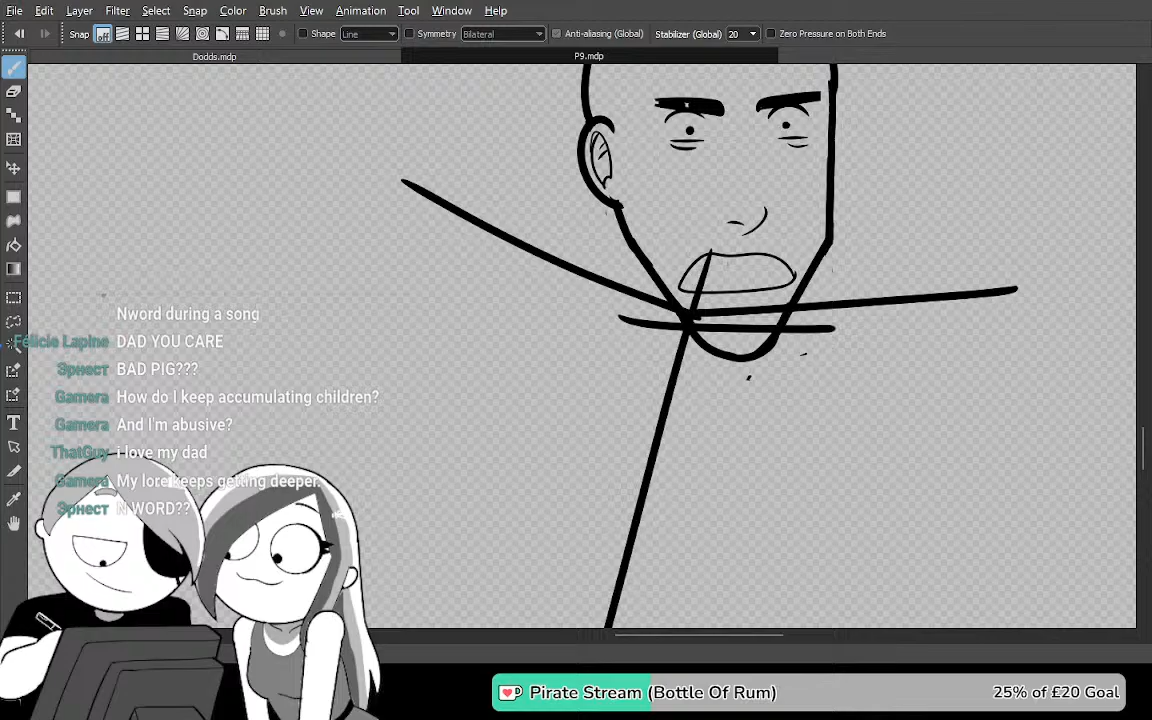 File Edit Layer Filter Select Snap Color Brush View Animation Tool Window Help
Snap off Shape Line Symmetry Bilateral Anti-aliasing (Global) Stabilizer (Global) 20 Zero Pressure on Both Ends
Dodds.mdp P9.mdp
Nword during a song
Félicie Lapine DAD YOU CARE
Эрнест BAD PIG???
Gamera How do I keep accumulating children?
Gamera And I'm abusive?
ThatGuy i love my dad
Gamera My lore keeps getting deeper.
Эрнест N WORD??
Pirate Stream (Bottle Of Rum) 25% of £20 Goal